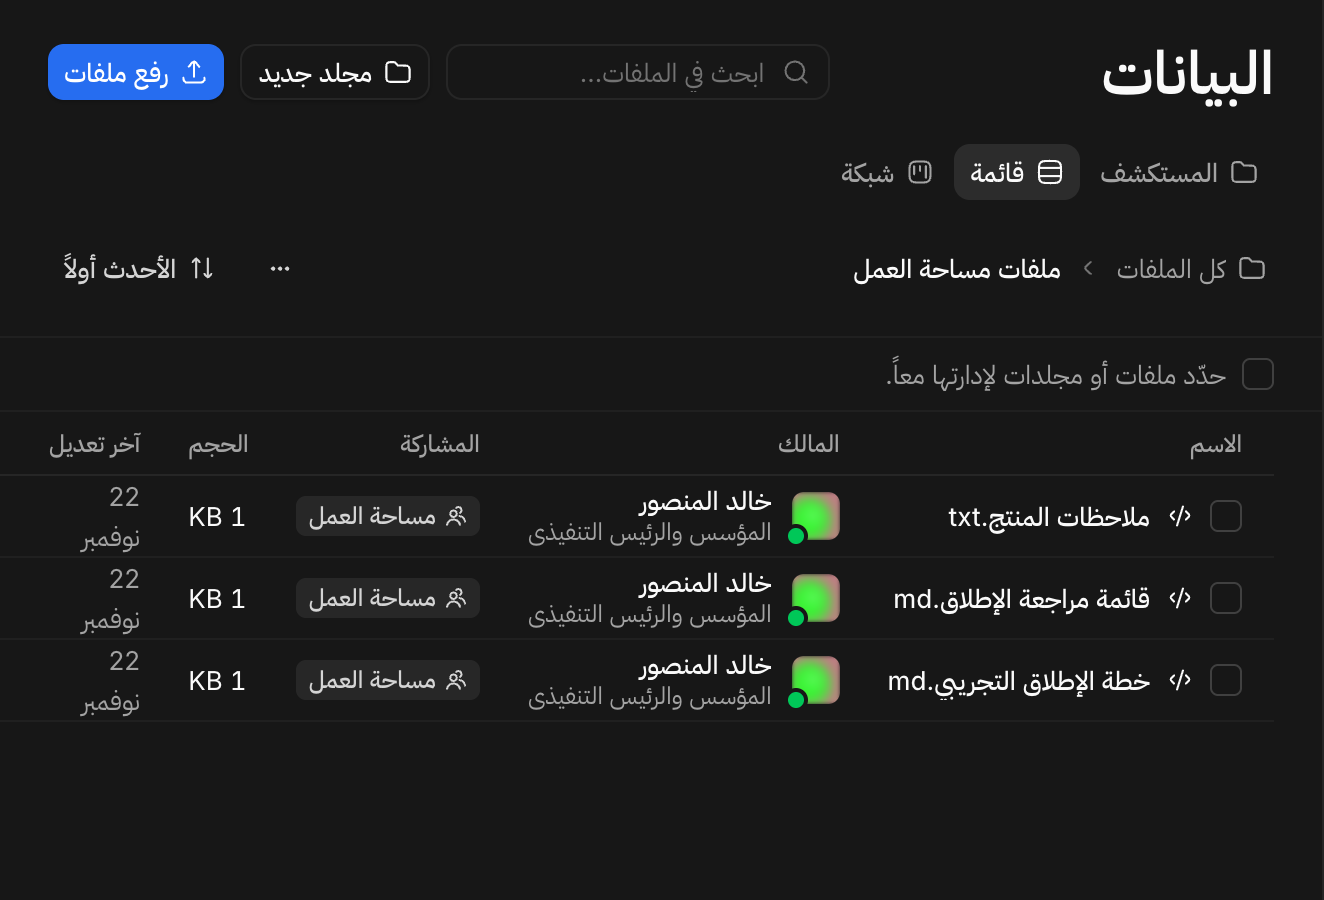 البيانات
ابحث في الملفات...
مجلد جديد
رفع ملفات
المستكشف
قائمة
شبكة
كل الملفات
ملفات مساحة العمل
...
الأحدث أولاً
حدّد ملفات أو مجلدات لإدارتها معاً.
الاسم
المالك
المشاركة
الحجم
آخر تعديل
ملاحظات المنتج.txt
خالد المنصور
المؤسس والرئيس التنفيذي
مساحة العمل
1 KB
22
نوفمبر
قائمة مراجعة الإطلاق.md
خالد المنصور
المؤسس والرئيس التنفيذي
مساحة العمل
1 KB
22
نوفمبر
خطة الإطلاق التجريبي.md
خالد المنصور
المؤسس والرئيس التنفيذي
مساحة العمل
1 KB
22
نوفمبر